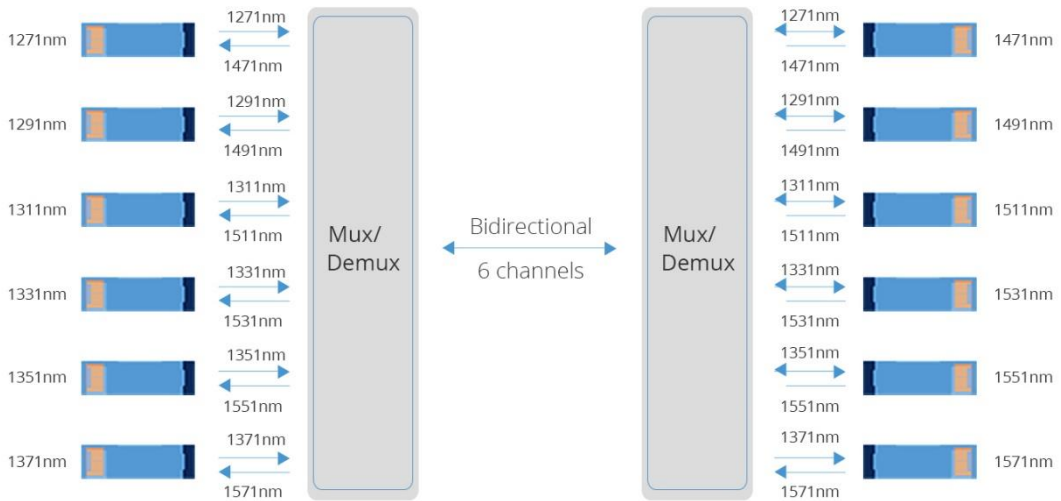 1271nm
1271nm
1471nm
1271nm
1471nm
1471nm
1291nm
1291nm
1491nm
1291nm
1491nm
1491nm
1311nm
1311nm
1511nm
1311nm
1511nm
1511nm
Mux/
Demux
Bidirectional
6 channels
Mux/
Demux
1331nm
1331nm
1531nm
1331nm
1531nm
1531nm
1351nm
1351nm
1551nm
1351nm
1551nm
1551nm
1371nm
1371nm
1571nm
1371nm
1571nm
1571nm